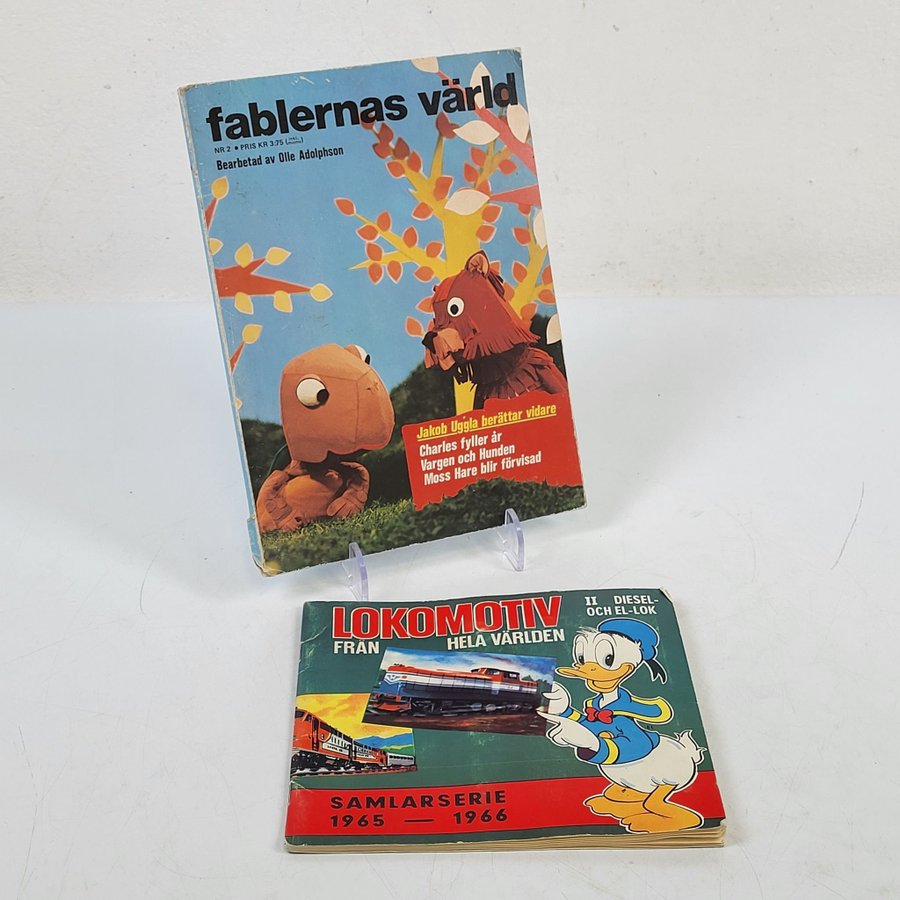 fablernas värld
NR 2 • PRIS KR 3:75 (INKL. MOMS)
Bearbetad av Olle Adolphson
Jakob Uggla berättar vidare
Charles fyller år
Vargen och Hunden
Moss Hare blir förvisad
LOKOMOTIV
FRÅN HELA VÄRLDEN
II DIESEL-
OCH EL-LOK
SAMLARSERIE
1965 — 1966